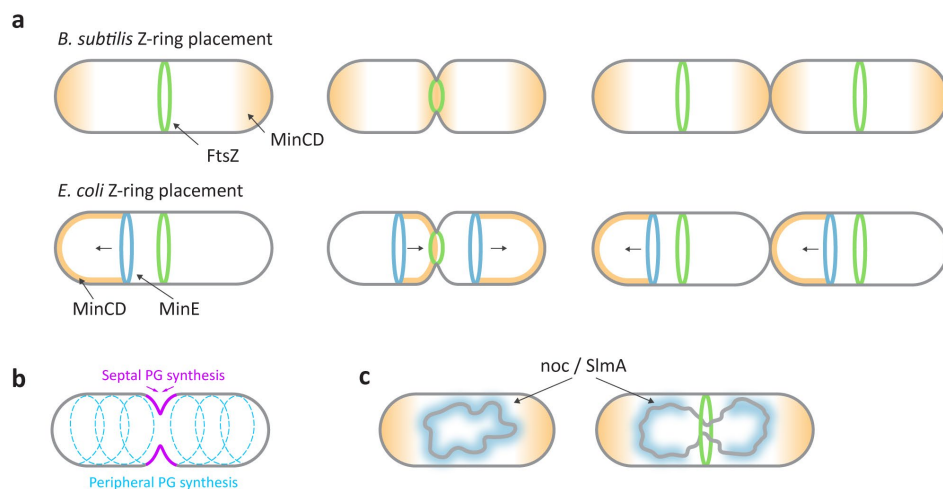 a
B. subtilis Z-ring placement
MinCD
FtsZ
E. coli Z-ring placement
MinCD
MinE
b
Septal PG synthesis
Peripheral PG synthesis
c
noc / SlmA